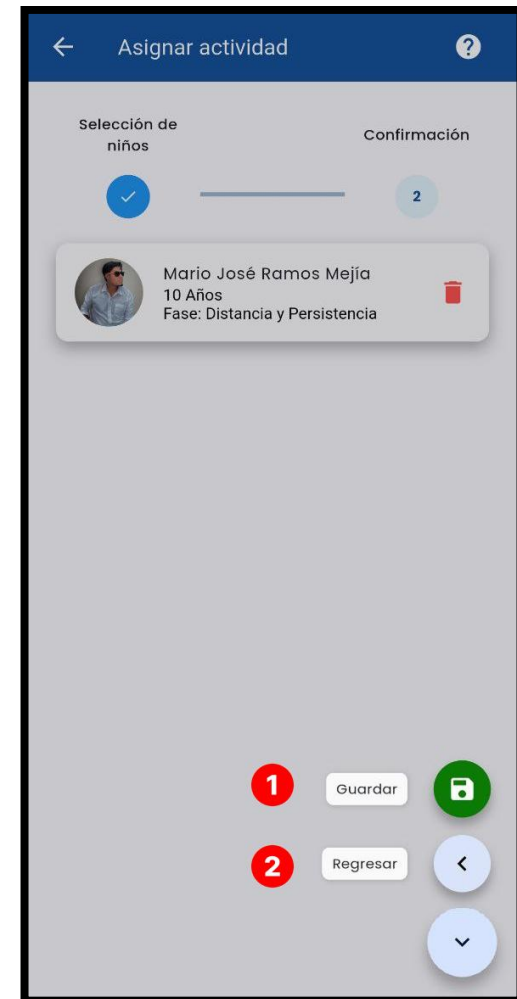 Asignar actividad
?
Selección de
niños
Confirmación
2
Mario José Ramos Mejía
10 Años
Fase: Distancia y Persistencia
1
Guardar
2
Regresar